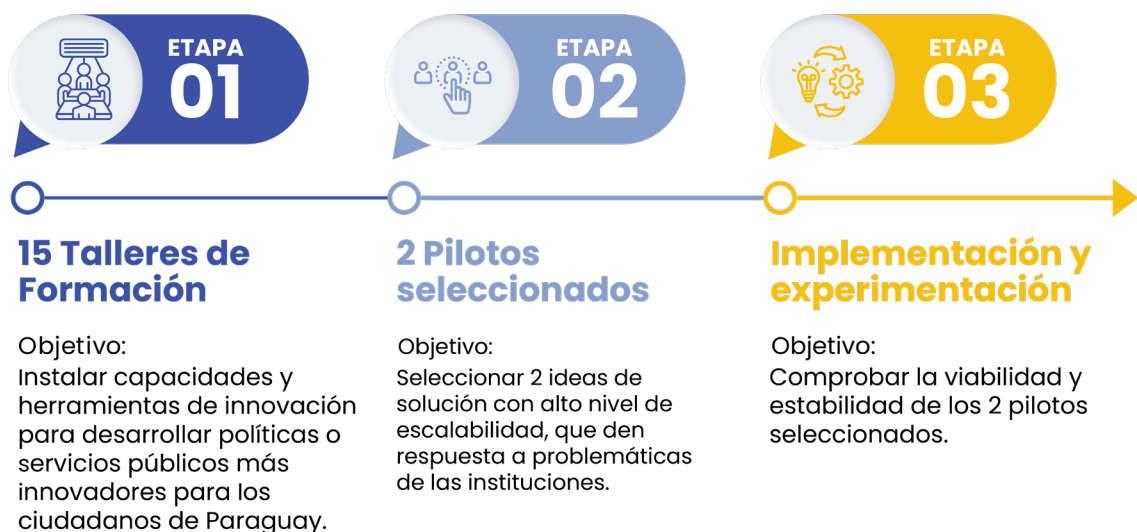 ETAPA
01
ETAPA
02
ETAPA
03
15 Talleres de
Formación
Objetivo:
Instalar capacidades y
herramientas de innovación
para desarrollar políticas o
servicios públicos más
innovadores para los
ciudadanos de Paraguay.
2 Pilotos
seleccionados
Objetivo:
Seleccionar 2 ideas de
solución con alto nivel de
escalabilidad, que den
respuesta a problemáticas
de las instituciones.
Implementación y
experimentación
Objetivo:
Comprobar la viabilidad y
estabilidad de los 2 pilotos
seleccionados.